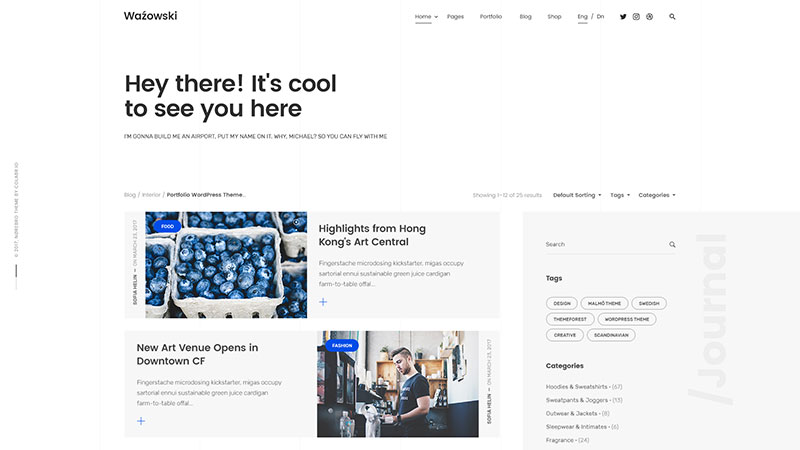 Waźowski
Home Pages Portfolio Blog Shop Eng / Dn
Hey there! It's cool
to see you here
I'M GONNA BUILD ME AN AIRPORT, PUT MY NAME ON IT. WHY, MICHAEL? SO YOU CAN FLY WITH ME
© 2017, NØREBRO THEME BY COLABR.IO
Blog / Interior / Portfolio WordPress Theme..
Showing 1–12 of 25 results Default Sorting Tags Categories
SOFIA HELIN — ON MARCH 23, 2017
FOOD
Highlights from Hong
Kong's Art Central
Fingerstache microdosing kickstarter, migas occupy
sartorial ennui sustainable green juice cardigan
farm-to-table offal...
New Art Venue Opens in
Downtown CF
Fingerstache microdosing kickstarter, migas occupy
sartorial ennui sustainable green juice cardigan
farm-to-table offal...
FASHION
SOFIA HELIN — ON MARCH 23, 2017
Search
/Journal
Tags
DESIGN MALMÖ THEME SWEDISH
THEMEFOREST WORDPRESS THEME
CREATIVE SCANDINAVIAN
Categories
Hoodies & Sweatshirts • (67)
Sweatpants & Joggers • (13)
Outwear & Jackets • (9)
Sleepwear & Intimates • (6)
Fragrance • (24)